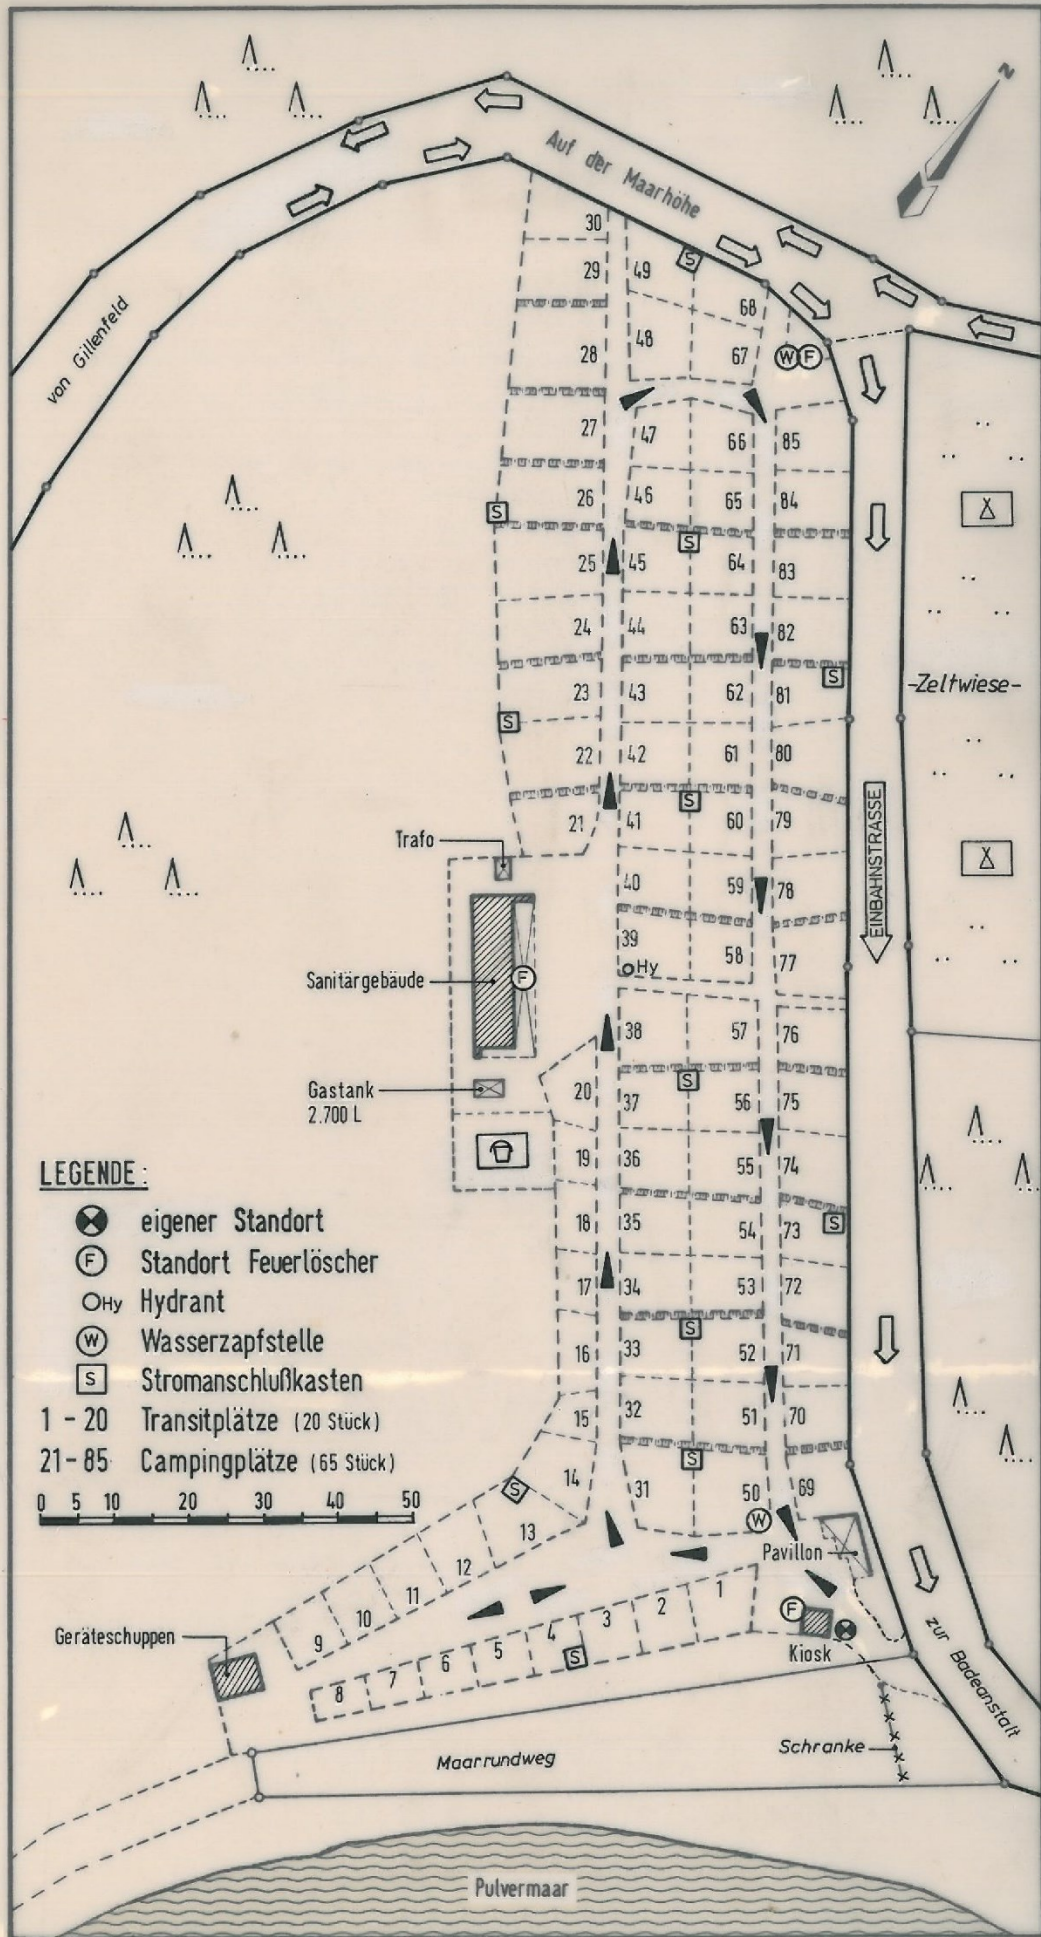 N
Auf der Maarhöhe
von Gillenfeld
30
29
28
27
26
25
24
23
22
21
49
48
47
46
45
44
43
42
41
40
39
Hy
38
37
36
35
34
33
32
31
68
67
66
65
64
63
62
61
60
59
58
57
56
55
54
53
52
51
50
85
84
83
82
81
80
79
78
77
76
75
74
73
72
71
70
69
W F
S
S
S
S
S
S
S
S
S
S
S
S
S
W
F
F
-Zeltwiese-
EINBAHNSTRASSE
Trafo
Sanitärgebäude
Gastank
2.700 L
20
19
18
17
16
15
14
13
12
11
10
9
8
7
6
5
4
3
2
1
LEGENDE:
eigener Standort
F Standort Feuerlöscher
OHy Hydrant
W Wasserzapfstelle
S Stromanschlußkasten
1 - 20 Transitplätze (20 Stück)
21- 85 Campingplätze (65 Stück)
0 5 10 20 30 40 50
Geräteschuppen
Pavillon
Kiosk
zur Badeanstalt
Schranke
Maarrundweg
Pulvermaar